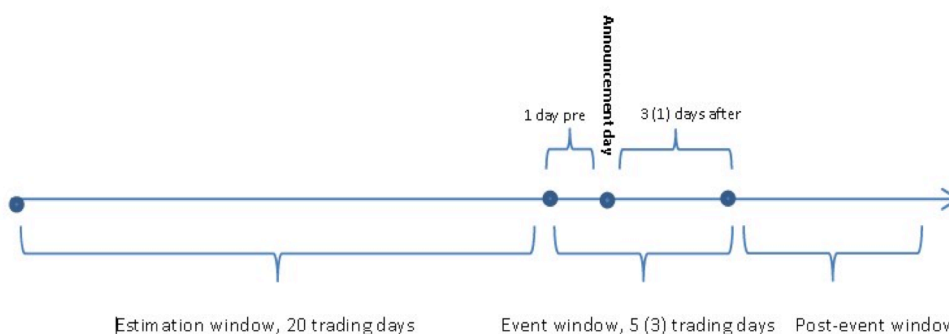 Announcement day
1 day pre
3 (1) days after
Estimation window, 20 trading days
Event window, 5 (3) trading days
Post-event window